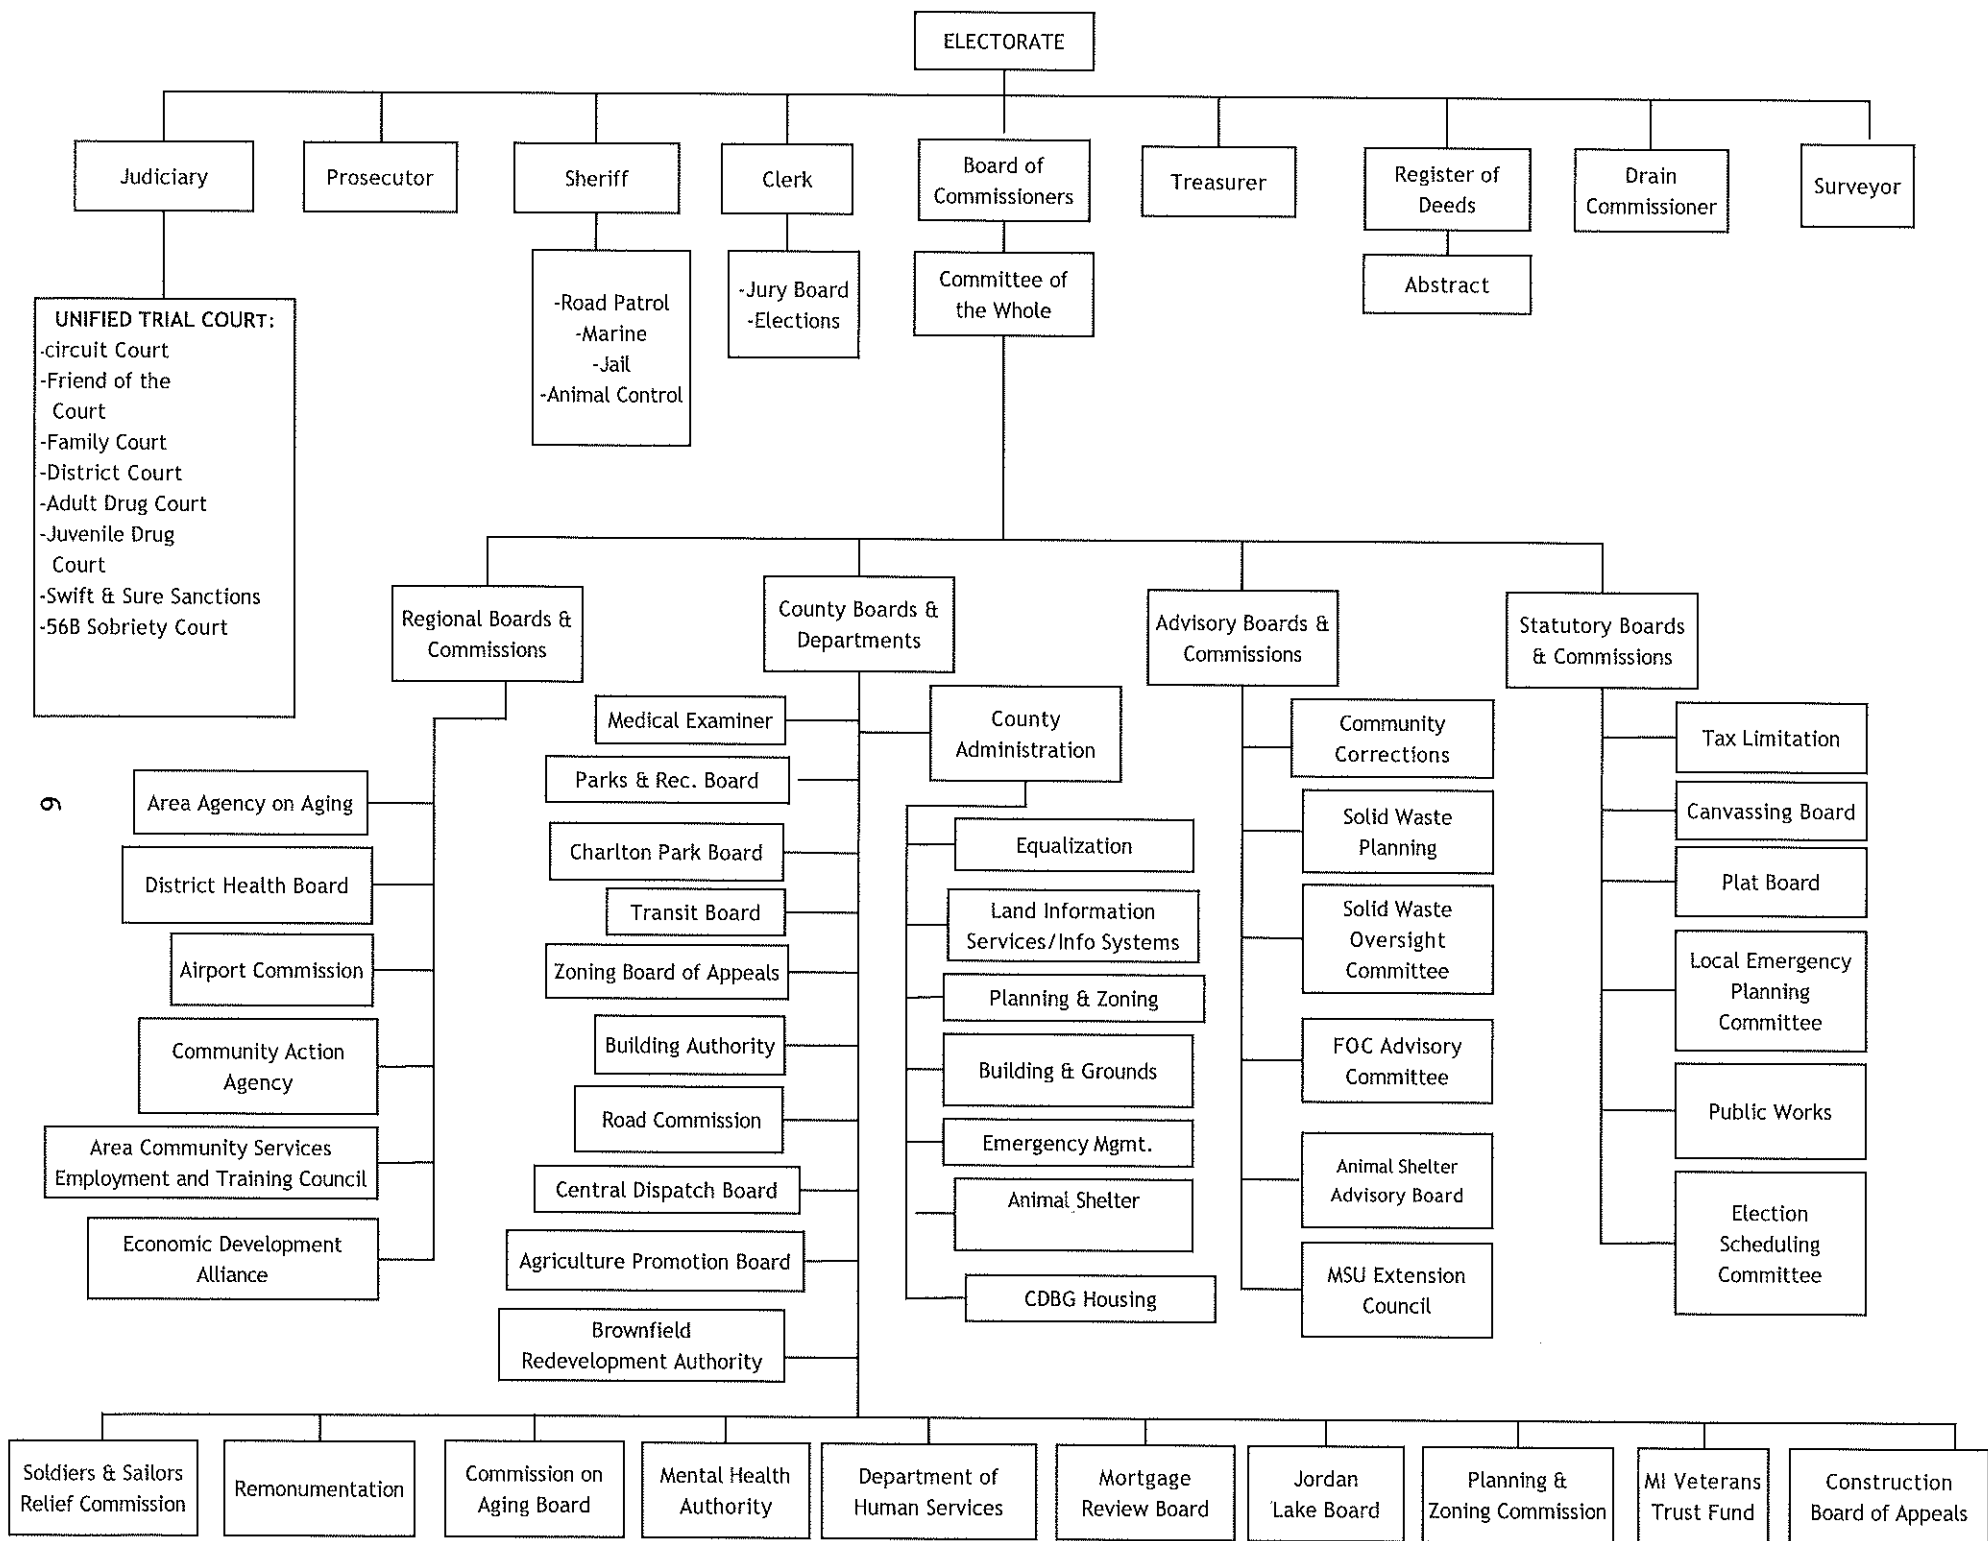 ELECTORATE
Judiciary
Prosecutor
Sheriff
Clerk
Board of
Commissioners
Treasurer
Register of
Deeds
Drain
Commissioner
Surveyor
UNIFIED TRIAL COURT:
-circuit Court
-Friend of the
Court
-Family Court
-District Court
-Adult Drug Court
-Juvenile Drug
Court
-Swift & Sure Sanctions
-56B Sobriety Court
-Road Patrol
-Marine
-Jail
-Animal Control
-Jury Board
-Elections
Committee of
the Whole
Abstract
Regional Boards &
Commissions
County Boards &
Departments
Advisory Boards &
Commissions
Statutory Boards
& Commissions
Area Agency on Aging
District Health Board
Airport Commission
Community Action
Agency
Area Community Services
Employment and Training Council
Economic Development
Alliance
Medical Examiner
Parks & Rec. Board
Charlton Park Board
Transit Board
Zoning Board of Appeals
Building Authority
Road Commission
Central Dispatch Board
Agriculture Promotion Board
Brownfield
Redevelopment Authority
County
Administration
Equalization
Land Information
Services/Info Systems
Planning & Zoning
Building & Grounds
Emergency Mgmt.
Animal Shelter
CDBG Housing
Community
Corrections
Solid Waste
Planning
Solid Waste
Oversight
Committee
FOC Advisory
Committee
Animal Shelter
Advisory Board
MSU Extension
Council
Tax Limitation
Canvassing Board
Plat Board
Local Emergency
Planning
Committee
Public Works
Election
Scheduling
Committee
Soldiers & Sailors
Relief Commission
Remonumentation
Commission on
Aging Board
Mental Health
Authority
Department of
Human Services
Mortgage
Review Board
Jordan
Lake Board
Planning &
Zoning Commission
MI Veterans
Trust Fund
Construction
Board of Appeals